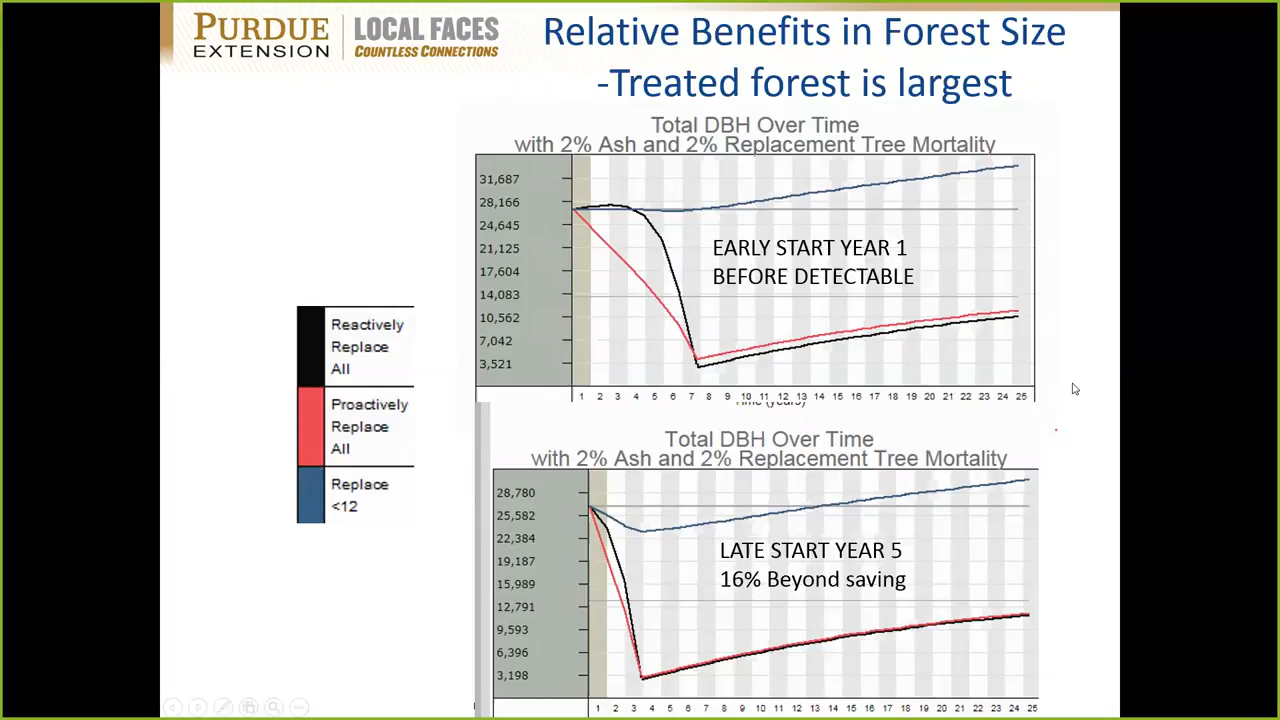 PURDUE
EXTENSION
LOCAL FACES
COUNTLESS CONNECTIONS
Relative Benefits in Forest Size
-Treated forest is largest
Total DBH Over Time
with 2% Ash and 2% Replacement Tree Mortality
31,687
28,166
24,645
21,125
17,604
14,083
10,562
7,042
3,521
EARLY START YEAR 1
BEFORE DETECTABLE
1 2 3 4 5 6 7 8 9 10 11 12 13 14 15 16 17 18 19 20 21 22 23 24 25
Time (years)
Reactively
Replace
All
Proactively
Replace
All
Replace
<12
Total DBH Over Time
with 2% Ash and 2% Replacement Tree Mortality
28,780
25,582
22,384
19,187
15,989
12,791
9,593
6,396
3,198
LATE START YEAR 5
16% Beyond saving
1 2 3 4 5 6 7 8 9 10 11 12 13 14 15 16 17 18 19 20 21 22 23 24 25